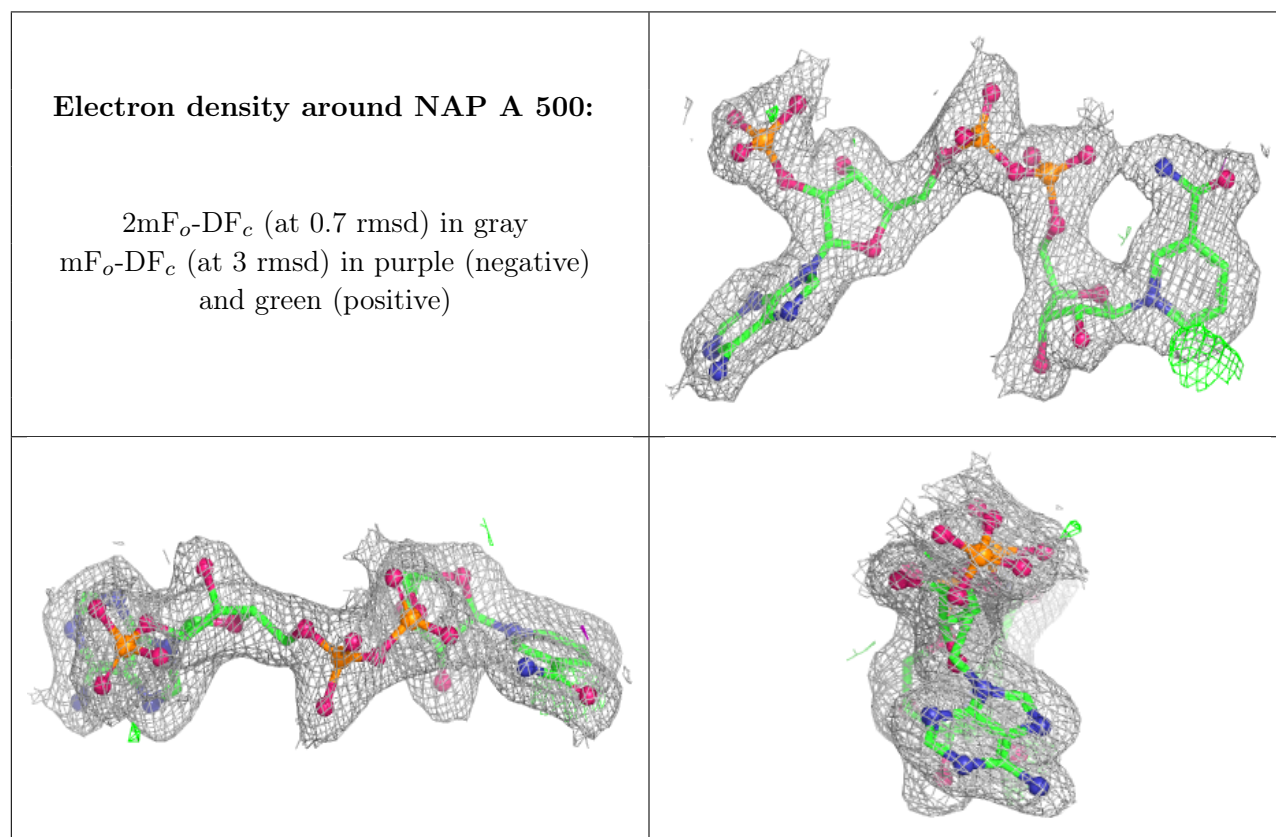 Electron density around NAP A 500:
2mFo-DFc (at 0.7 rmsd) in gray
mFo-DFc (at 3 rmsd) in purple (negative)
and green (positive)